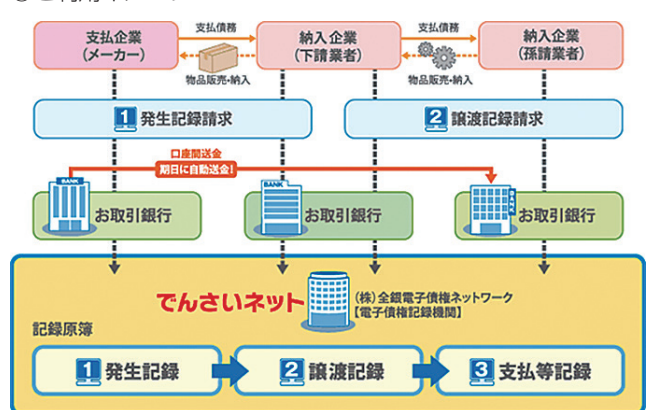 支払企業
(メーカー)
支払債務
物品販売・納入
納入企業
(下請業者)
支払債務
物品販売・納入
納入企業
(孫請業者)
1 発生記録請求
2 譲渡記録請求
口座間送金
期日に自動送金!
BANK
お取引銀行
BANK
お取引銀行
BANK
お取引銀行
でんさいネット
(株)全銀電子債権ネットワーク
【電子債権記録機関】
記録原簿
1 発生記録
2 譲渡記録
3 支払等記録